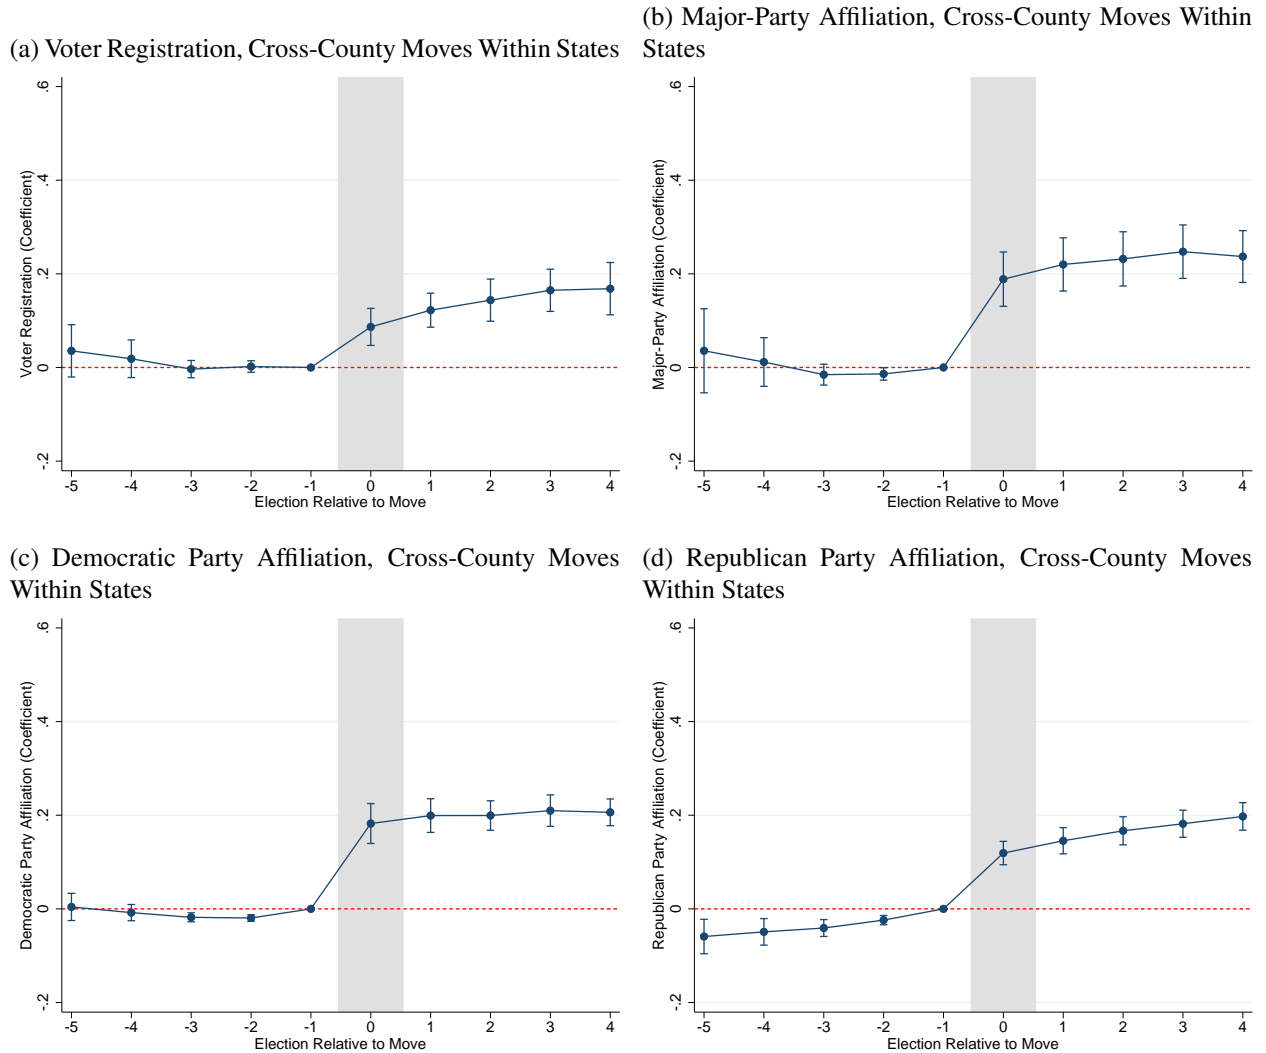 (a) Voter Registration, Cross-County Moves Within States
.6
.4
.2
0
-.2
Voter Registration (Coefficient)
-5 -4 -3 -2 -1 0 1 2 3 4
Election Relative to Move
(b) Major-Party Affiliation, Cross-County Moves Within
States
.6
.4
.2
0
-.2
Major-Party Affiliation (Coefficient)
-5 -4 -3 -2 -1 0 1 2 3 4
Election Relative to Move
(c) Democratic Party Affiliation, Cross-County Moves
Within States
.6
.4
.2
0
-.2
Democratic Party Affiliation (Coefficient)
-5 -4 -3 -2 -1 0 1 2 3 4
Election Relative to Move
(d) Republican Party Affiliation, Cross-County Moves
Within States
.6
.4
.2
0
-.2
Republican Party Affiliation (Coefficient)
-5 -4 -3 -2 -1 0 1 2 3 4
Election Relative to Move